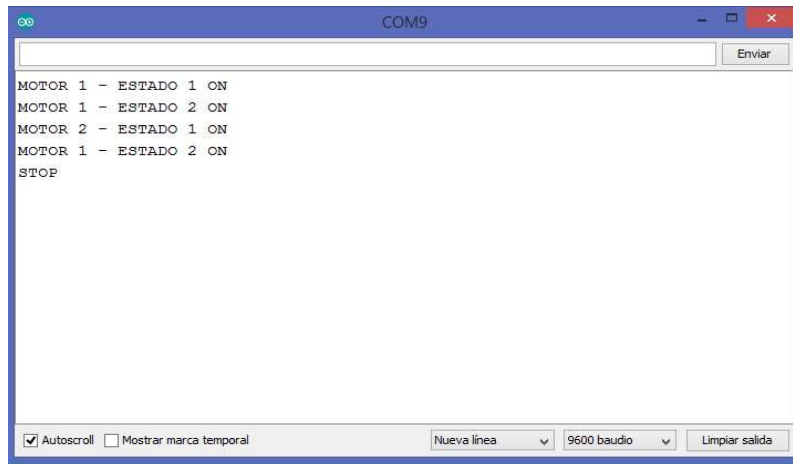 COM9
Enviar
MOTOR 1 - ESTADO 1 ON
MOTOR 1 - ESTADO 2 ON
MOTOR 2 - ESTADO 1 ON
MOTOR 1 - ESTADO 2 ON
STOP
Autoscroll Mostrar marca temporal Nueva línea 9600 baudio Limpiar salida